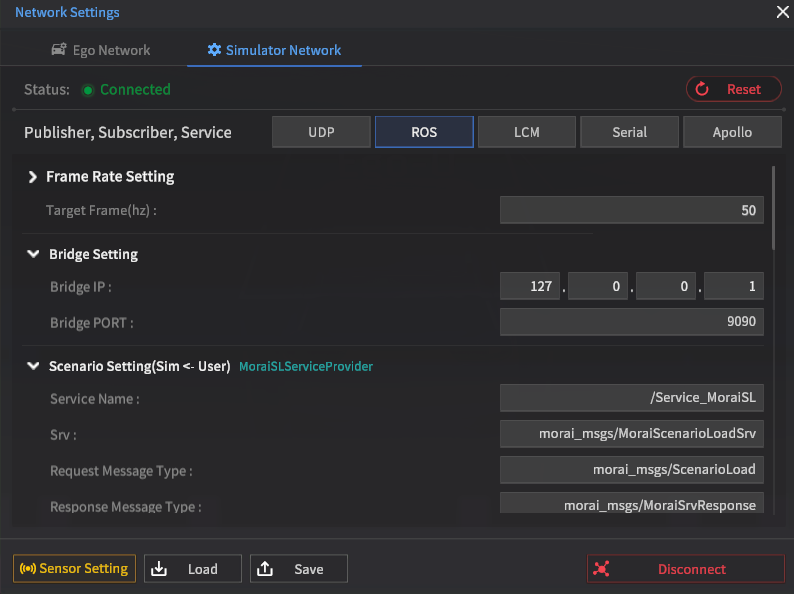 Network Settings
Ego Network Simulator Network
Status: Connected Reset
Publisher, Subscriber, Service UDP ROS LCM Serial Apollo
Frame Rate Setting
Target Frame(hz) : 50
Bridge Setting
Bridge IP : 127 . 0 . 0 . 1
Bridge PORT : 9090
Scenario Setting(Sim <- User) MoraiSLServiceProvider
Service Name : /Service_MoraiSL
Srv : morai_msgs/MoraiScenarioLoadSrv
Request Message Type : morai_msgs/ScenarioLoad
Response Message Type : morai_msgs/MoraiSrvResponse
Sensor Setting Load Save Disconnect